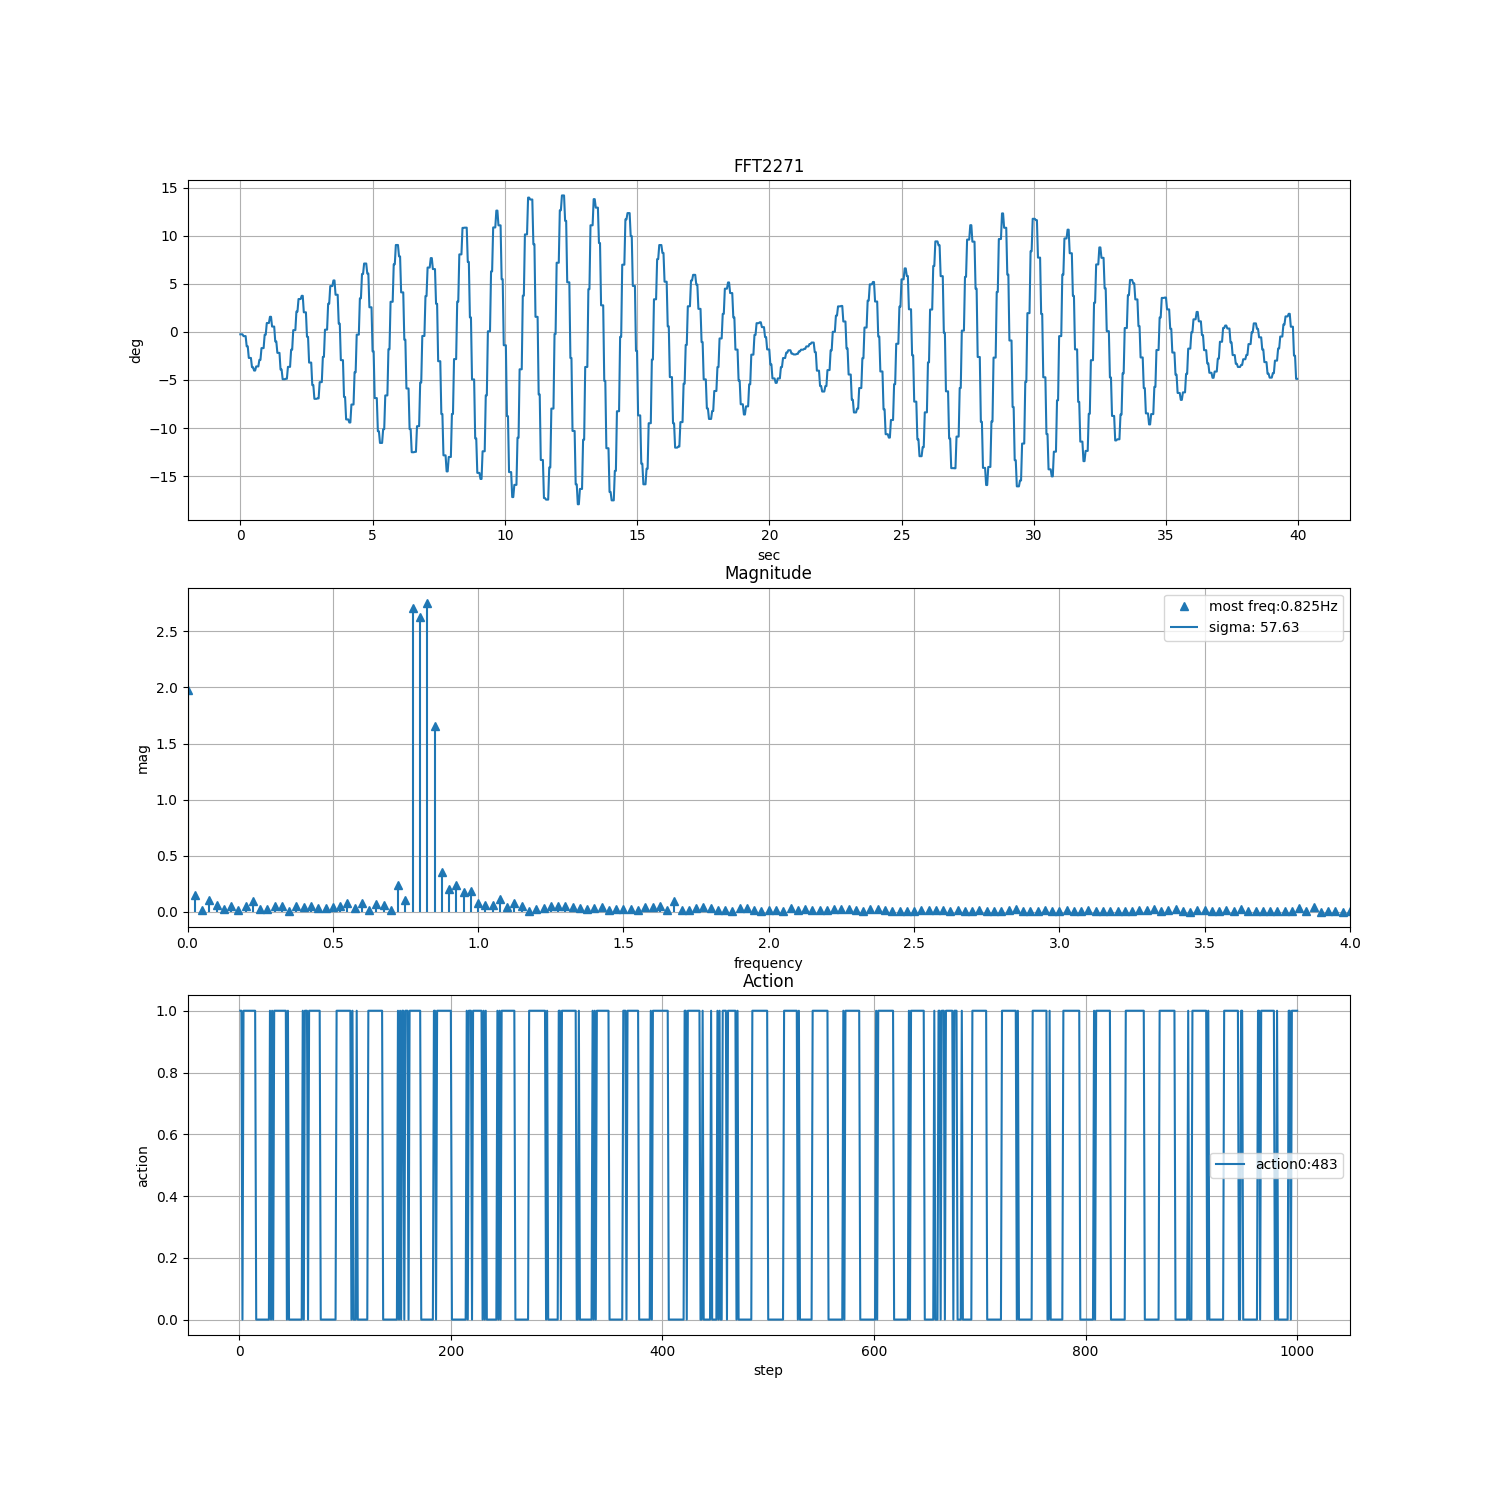 FFT2271
15
10
5
0
−5
−10
−15
deg
0 5 10 15 20 25 30 35 40
sec
Magnitude
most freq:0.825Hz
sigma: 57.63
2.5
2.0
1.5
1.0
0.5
0.0
mag
0.0 0.5 1.0 1.5 2.0 2.5 3.0 3.5 4.0
frequency
Action
1.0
0.8
0.6
0.4
0.2
0.0
action
action0:483
0 200 400 600 800 1000
step